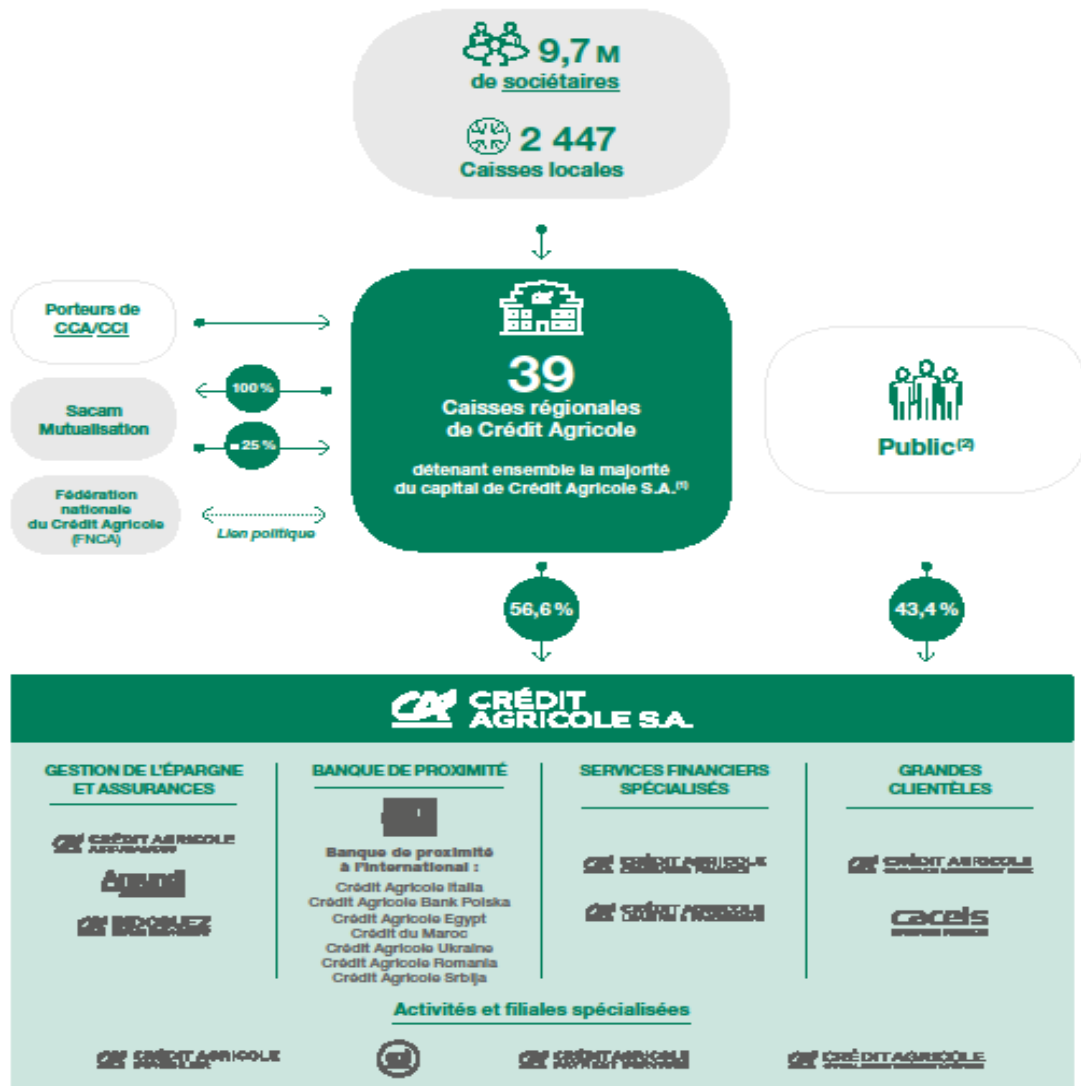 9,7 M
de sociétaires
2 447
Caisses locales
Porteurs de
CCA/CCI
100 %
Sacam
Mutualisation
25 %
Fédération
nationale
du Crédit Agricole
(FNCA)
Lien politique
39
Caisses régionales
de Crédit Agricole
détenant ensemble la majorité
du capital de Crédit Agricole S.A.(1)
Public(2)
56,6 %
43,4 %
CRÉDIT
AGRICOLE S.A.
GESTION DE L'ÉPARGNE
ET ASSURANCES
CRÉDIT AGRICOLE
ASSURANCES
Amundi
INDOSUEZ
BANQUE DE PROXIMITÉ
Banque de proximité
à l'international :
Crédit Agricole Italia
Crédit Agricole Bank Polska
Crédit Agricole Egypt
Crédit du Maroc
Crédit Agricole Ukraine
Crédit Agricole Romania
Crédit Agricole Srbija
SERVICES FINANCIERS
SPÉCIALISÉS
CRÉDIT AGRICOLE
CRÉDIT AGRICOLE
GRANDES
CLIENTÈLES
CRÉDIT AGRICOLE
caceis
Activités et filiales spécialisées
CRÉDIT AGRICOLE
CRÉDIT AGRICOLE
CRÉDIT AGRICOLE